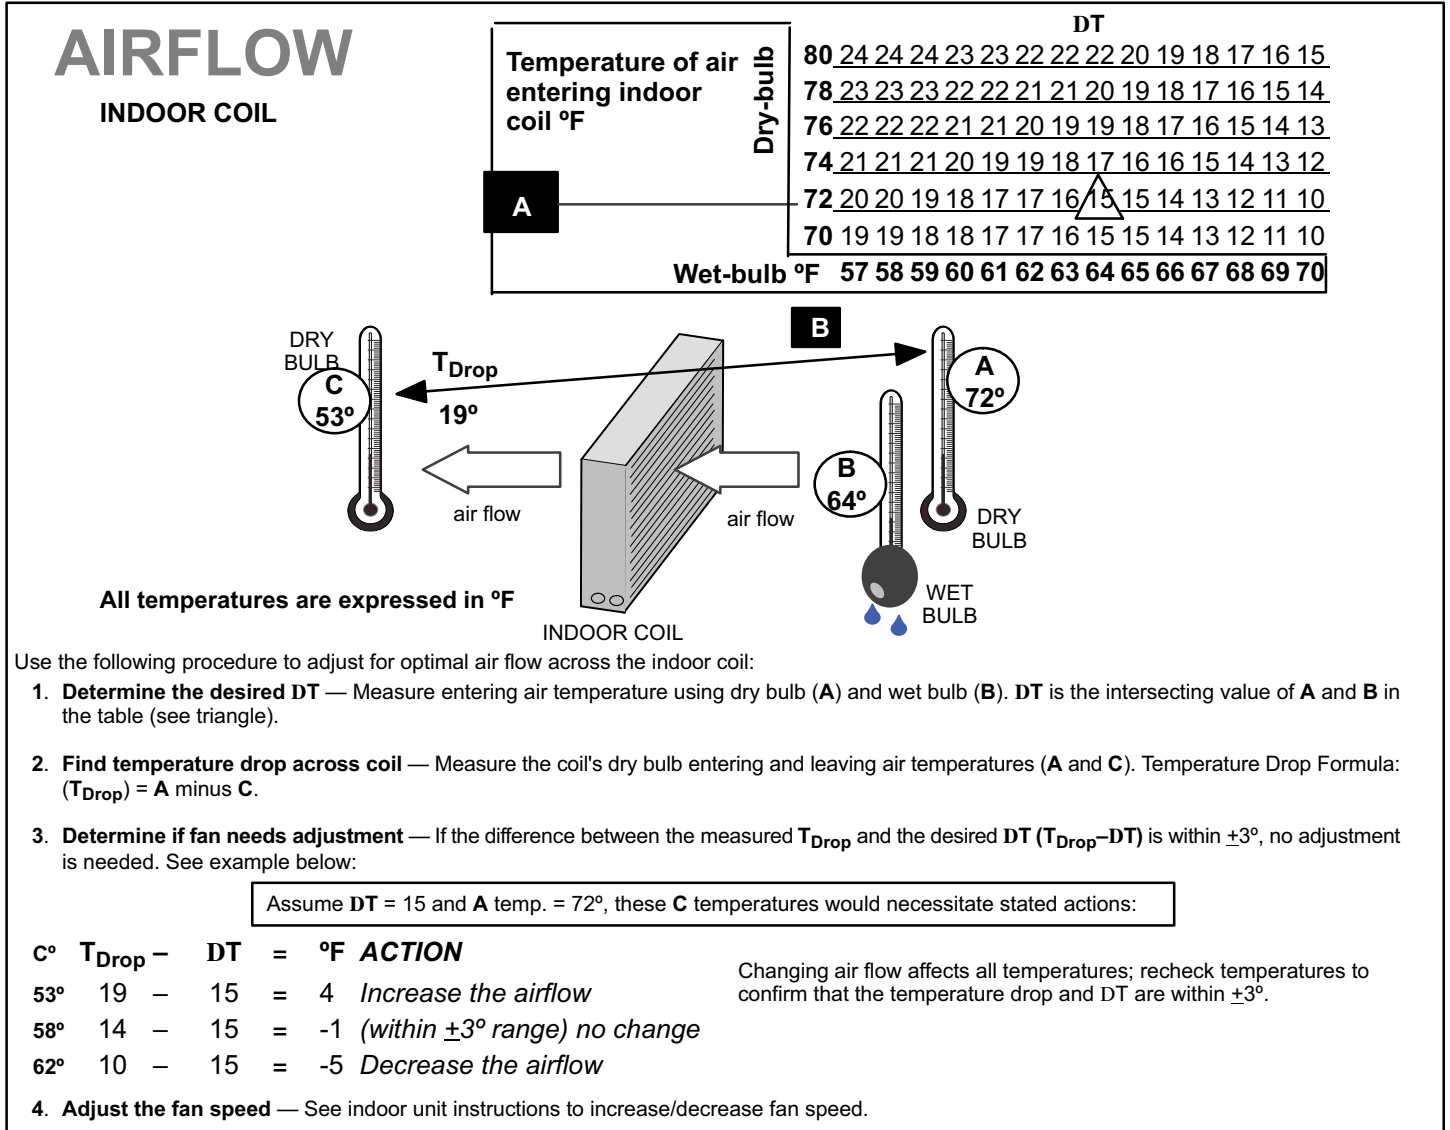 AIRFLOW
INDOOR COIL
Temperature of air
entering indoor
coil ºF
Dry-bulb
DT
80 24 24 24 23 23 22 22 22 20 19 18 17 16 15
78 23 23 23 22 22 21 21 20 19 18 17 16 15 14
76 22 22 22 21 21 20 19 19 18 17 16 15 14 13
74 21 21 21 20 19 19 18 17 16 16 15 14 13 12
A
72 20 20 19 18 17 17 16 15 15 14 13 12 11 10
70 19 19 18 18 17 17 16 15 15 14 13 12 11 10
Wet-bulb ºF 57 58 59 60 61 62 63 64 65 66 67 68 69 70
B
DRY
BULB
C
53º
TDrop
19º
A
72º
B
64º
air flow
air flow
DRY
BULB
WET
BULB
All temperatures are expressed in ºF
INDOOR COIL
Use the following procedure to adjust for optimal air flow across the indoor coil:
1. Determine the desired DT — Measure entering air temperature using dry bulb (A) and wet bulb (B). DT is the intersecting value of A and B in
the table (see triangle).
2. Find temperature drop across coil — Measure the coil's dry bulb entering and leaving air temperatures (A and C). Temperature Drop Formula:
(TDrop) = A minus C.
3. Determine if fan needs adjustment — If the difference between the measured TDrop and the desired DT (TDrop–DT) is within +3º, no adjustment
is needed. See example below:
Assume DT = 15 and A temp. = 72º, these C temperatures would necessitate stated actions:
Cº TDrop – DT = ºF ACTION
53º 19 – 15 = 4 Increase the airflow
58º 14 – 15 = -1 (within +3º range) no change
62º 10 – 15 = -5 Decrease the airflow
Changing air flow affects all temperatures; recheck temperatures to
confirm that the temperature drop and DT are within +3º.
4. Adjust the fan speed — See indoor unit instructions to increase/decrease fan speed.